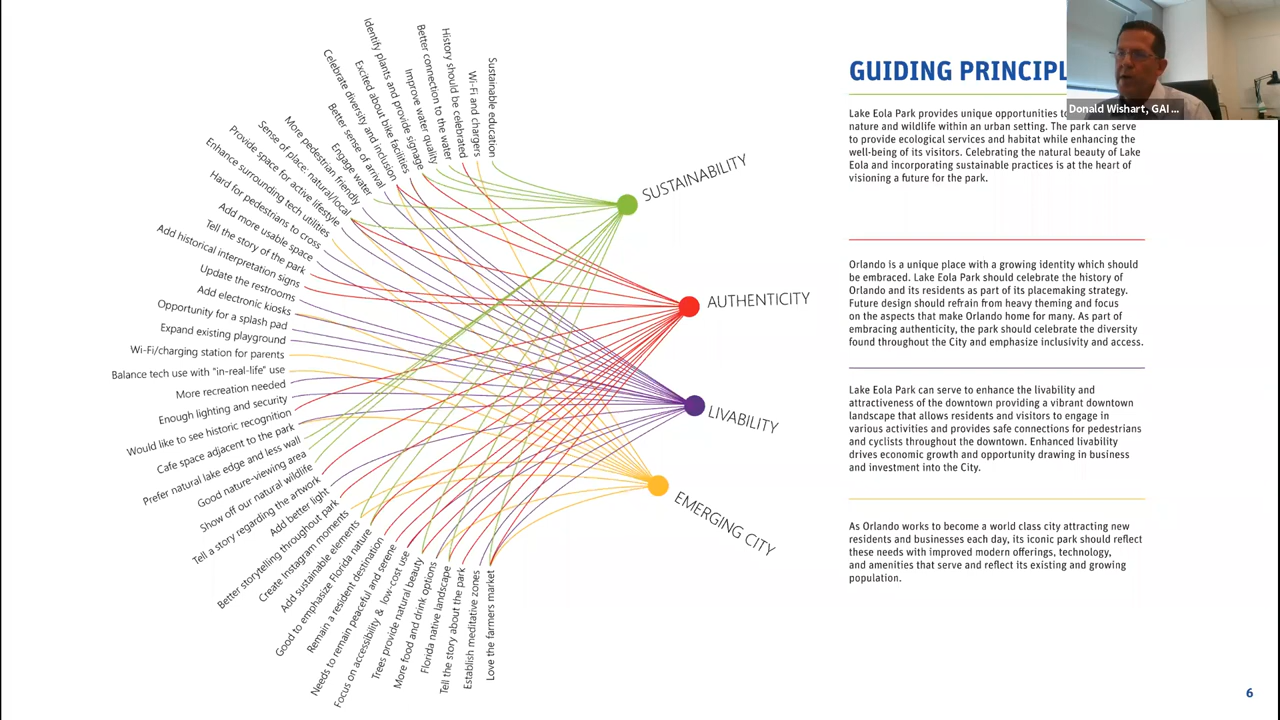 GUIDING PRINCIPL
Donald Wishart, GAI ...
Lake Eola Park provides unique opportunities to
nature and wildlife within an urban setting. The park can serve
to provide ecological services and habitat while enhancing the
well-being of its visitors. Celebrating the natural beauty of Lake
Eola and incorporating sustainable practices is at the heart of
visioning a future for the park.
Orlando is a unique place with a growing identity which should
be embraced. Lake Eola Park should celebrate the history of
Orlando and its residents as part of its placemaking strategy.
Future design should refrain from heavy theming and focus
on the aspects that make Orlando home for many. As part of
embracing authenticity, the park should celebrate the diversity
found throughout the City and emphasize inclusivity and access.
Lake Eola Park can serve to enhance the livability and
attractiveness of the downtown providing a vibrant downtown
landscape that allows residents and visitors to engage in
various activities and provides safe connections for pedestrians
and cyclists throughout the downtown. Enhanced livability
drives economic growth and opportunity drawing in business
and investment into the City.
As Orlando works to become a world class city attracting new
residents and businesses each day, its iconic park should reflect
these needs with improved modern offerings, technology,
and amenities that serve and reflect its existing and growing
population.
SUSTAINABILITY
AUTHENTICITY
LIVABILITY
EMERGING CITY
Sustainable education
Wi-Fi and chargers
History should be celebrated
Better connection to the water
Improve water quality
Identify plants and provide signage
Excited about lake facilities
Celebrate diversity and inclusion
Better sense of arrival
Engage water
More pedestrian friendly
Sense of place: natural/local
Provide space for active lifestyle
Enhance surrounding tech utilities
Hard for pedestrians to cross
Add more usable space
Tell the story of the park
Add historical interpretation signs
Update the restrooms
Add electronic kiosks
Opportunity for a splash pad
Expand existing playground
Wi-Fi/charging station for parents
Balance tech use with "in-real-life" use
More recreation needed
Enough lighting and security
Would like to see historic recognition
Cafe space adjacent to the park
Prefer natural lake edge and less wall
Good nature-viewing area
Show off our natural wildlife
Tell a story regarding the artwork
Add better light
Better storytelling throughout park
Create Instagram moments
Add sustainable elements
Good to emphasize Florida nature
Remain a resident destination
Needs to remain peaceful and serene
Focus on accessibility & low-cost use
Trees provide natural beauty
More food and drink options
Florida native landscape
Tell the story about the park
Establish meditative zones
Love the farmers market
6